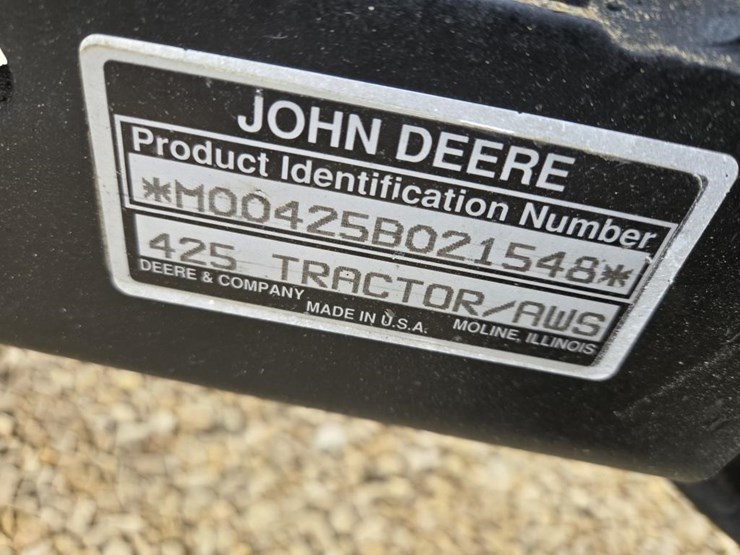 JOHN DEERE
Product Identification Number
*M00425B021548*
425 TRACTOR/AWS
DEERE & COMPANY MADE IN U.S.A. MOLINE, ILLINOIS